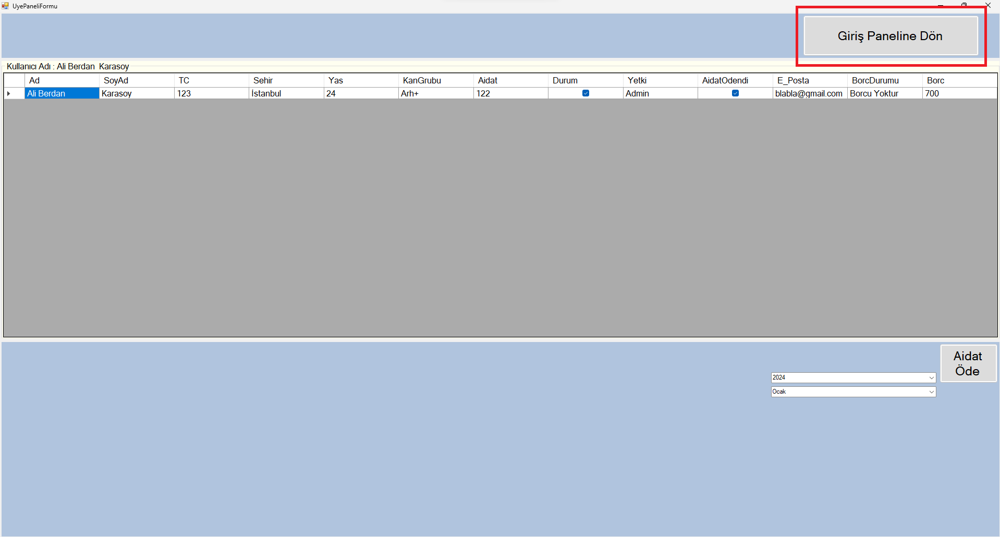 UyePaneliFormu
Giriş Paneline Dön
Kullanıcı Adı : Ali Berdan  Karasoy
Ad SoyAd TC Sehir Yas KanGrubu Aidat Durum Yetki AidatOdendi E_Posta BorcDurumu Borc
Ali Berdan Karasoy 123 İstanbul 24 Arh+ 122 Admin blabla@gmail.com Borcu Yoktur 700
Aidat
Öde
2024
Ocak